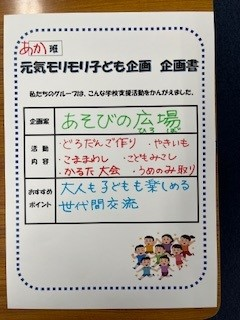 あか 班
元気モリモリ子ども企画 企画書
私たちのグループは、こんな学校支援活動をかんがえました。
企画案 あそびの広場
ひろ ば
活動内容 ・どろだんご作り ・やきいも
・こままわし ・こどもみこし
・かるた大会 ・うめのみ取り
おすすめポイント 大人も子どもも楽しめる
世代間交流